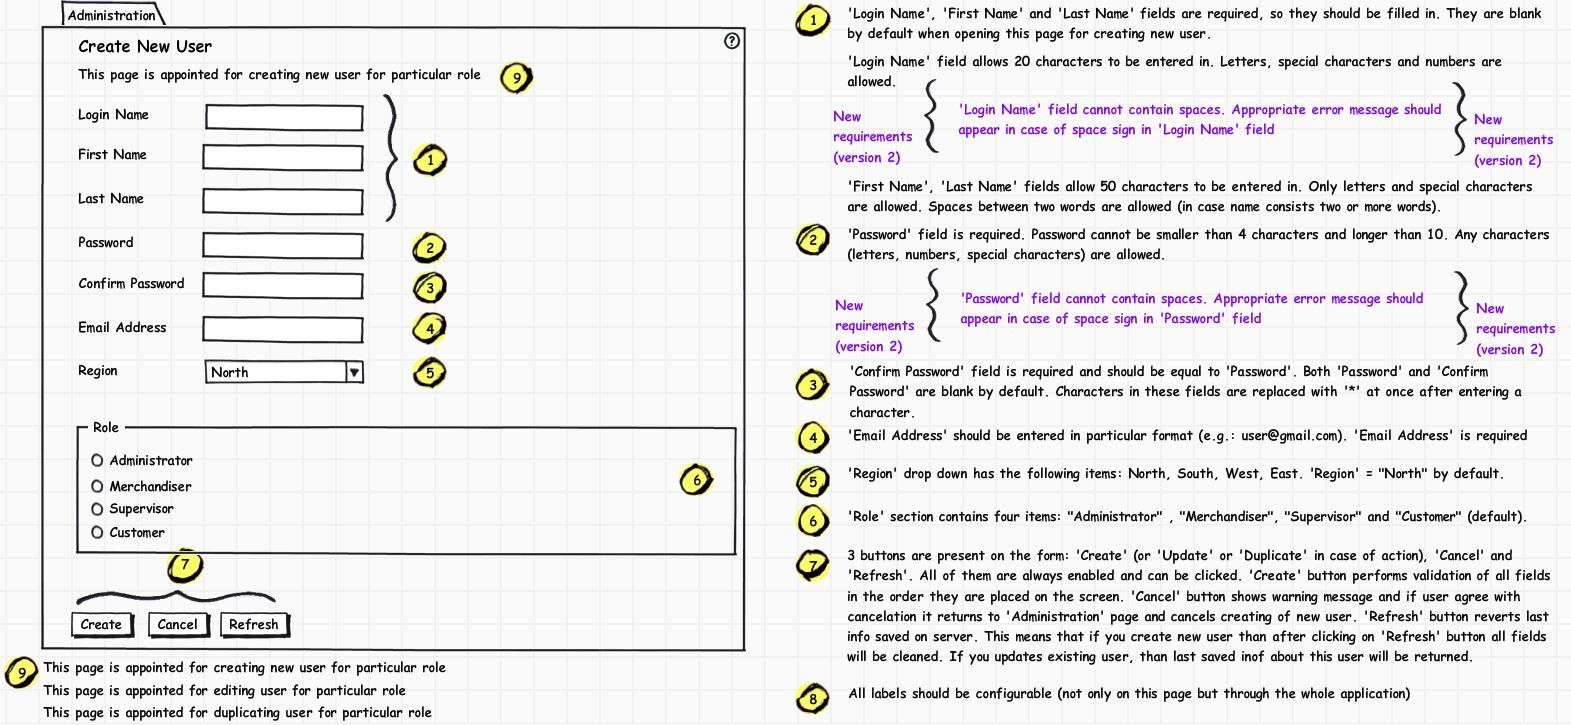 Administration
Create New User
?
This page is appointed for creating new user for particular role
9
Login Name
First Name
1
Last Name
Password
2
Confirm Password
3
Email Address
4
Region
North
5
Role
Administrator
Merchandiser
Supervisor
Customer
6
7
Create
Cancel
Refresh
9
This page is appointed for creating new user for particular role
This page is appointed for editing user for particular role
This page is appointed for duplicating user for particular role
1
'Login Name', 'First Name' and 'Last Name' fields are required, so they should be filled in. They are blank
by default when opening this page for creating new user.
'Login Name' field allows 20 characters to be entered in. Letters, special characters and numbers are
allowed.
New
requirements
(version 2)
'Login Name' field cannot contain spaces. Appropriate error message should
appear in case of space sign in 'Login Name' field
New
requirements
(version 2)
'First Name', 'Last Name' fields allow 50 characters to be entered in. Only letters and special characters
are allowed. Spaces between two words are allowed (in case name consists two or more words).
2
'Password' field is required. Password cannot be smaller than 4 characters and longer than 10. Any characters
(letters, numbers, special characters) are allowed.
New
requirements
(version 2)
'Password' field cannot contain spaces. Appropriate error message should
appear in case of space sign in 'Password' field
New
requirements
(version 2)
3
'Confirm Password' field is required and should be equal to 'Password'. Both 'Password' and 'Confirm
Password' are blank by default. Characters in these fields are replaced with '*' at once after entering a
character.
4
'Email Address' should be entered in particular format (e.g.: user@gmail.com). 'Email Address' is required
5
'Region' drop down has the following items: North, South, West, East. 'Region' = "North" by default.
6
'Role' section contains four items: "Administrator" , "Merchandiser", "Supervisor" and "Customer" (default).
7
3 buttons are present on the form: 'Create' (or 'Update' or 'Duplicate' in case of action), 'Cancel' and
'Refresh'. All of them are always enabled and can be clicked. 'Create' button performs validation of all fields
in the order they are placed on the screen. 'Cancel' button shows warning message and if user agree with
cancelation it returns to 'Administration' page and cancels creating of new user. 'Refresh' button reverts last
info saved on server. This means that if you create new user than after clicking on 'Refresh' button all fields
will be cleaned. If you updates existing user, than last saved inof about this user will be returned.
8
All labels should be configurable (not only on this page but through the whole application)